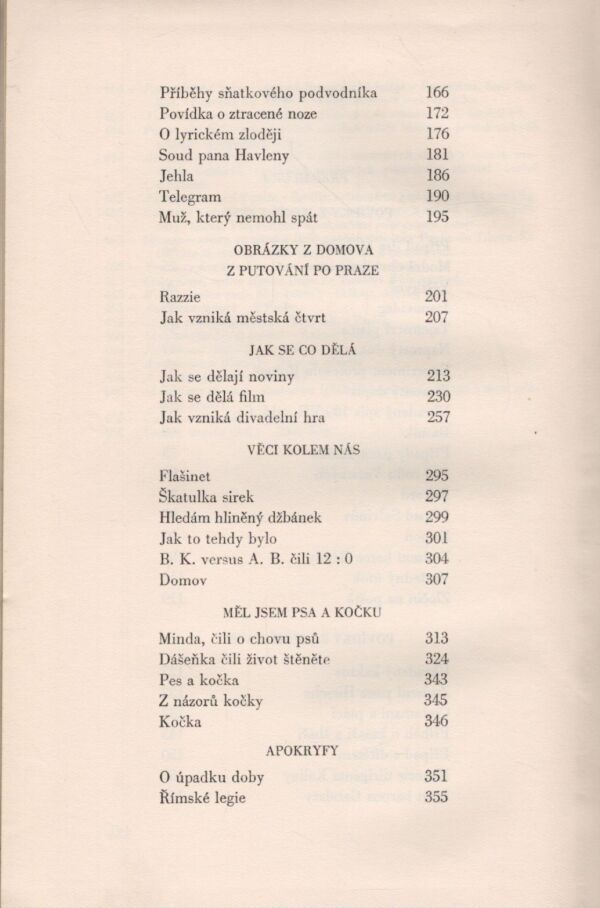 Příběhy sňatkového podvodníka 166
Povídka o ztracené noze 172
O lyrickém zloději 176
Soud pana Havleny 181
Jehla 186
Telegram 190
Muž, který nemohl spát 195
OBRÁZKY Z DOMOVA
Z PUTOVÁNÍ PO PRAZE
Razzie 201
Jak vzniká městská čtvrt 207
JAK SE CO DĚLÁ
Jak se dělají noviny 213
Jak se dělá film 230
Jak vzniká divadelní hra 257
VĚCI KOLEM NÁS
Flašinet 295
Škatulka sirek 297
Hledám hliněný džbánek 299
Jak to tehdy bylo 301
B. K. versus A. B. čili 12 : 0 304
Domov 307
MĚL JSEM PSA A KOČKU
Minda, čili o chovu psů 313
Dášeňka čili život štěněte 324
Pes a kočka 343
Z názorů kočky 345
Kočka 346
APOKRYFY
O úpadku doby 351
Římské legie 355